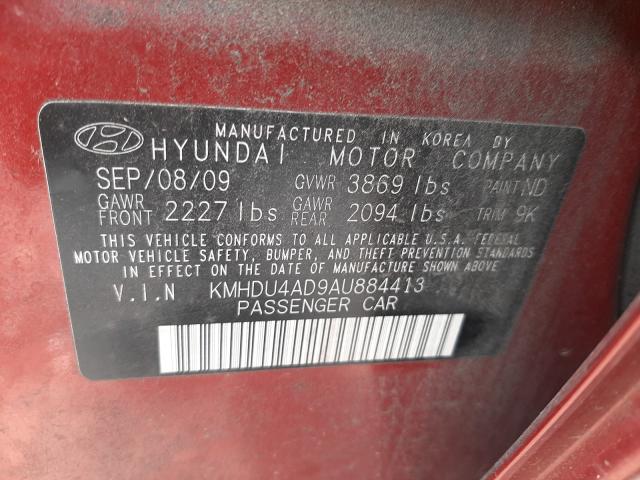 MANUFACTURED IN KOREA BY
HYUNDAI MOTOR COMPANY
SEP/08/09 GVWR 3869 lbs PAINT ND
GAWR FRONT 2227 lbs GAWR REAR 2094 lbs TRIM 9K
THIS VEHICLE CONFORMS TO ALL APPLICABLE U.S.A. FEDERAL
MOTOR VEHICLE SAFETY, BUMPER, AND THEFT PREVENTION STANDARDS
IN EFFECT ON THE DATE OF MANUFACTURE SHOWN ABOVE
V.I.N KMHDU4AD9AU884413
PASSENGER CAR